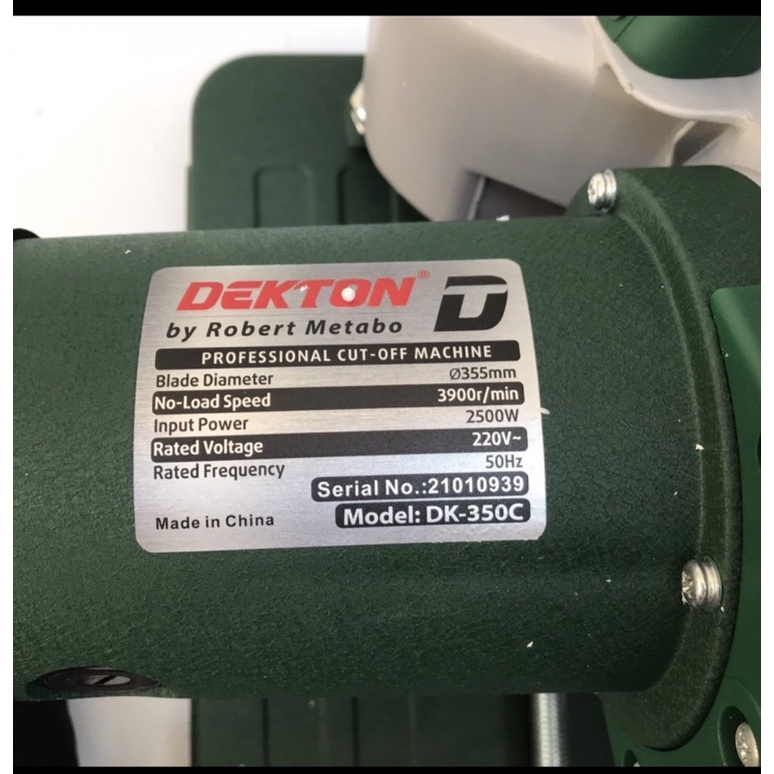 DEKTON® D
by Robert Metabo
PROFESSIONAL CUT-OFF MACHINE
Blade Diameter Ø355mm
No-Load Speed 3900r/min
Input Power 2500W
Rated Voltage 220V~
Rated Frequency 50Hz
Serial No.:21010939
Made in China Model: DK-350C